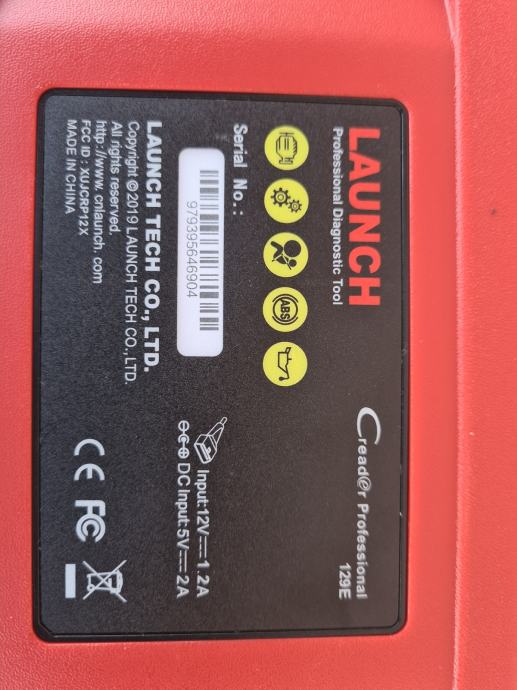 LAUNCH
Professional Diagnostic Tool
Cread@r Professional
129E
ABS
Serial No.:
979395646904
Input:12V⎓1.2A
DC Input:5V⎓2A
LAUNCH TECH CO., LTD.
Copyright © 2019 LAUNCH TECH CO.,LTD.
All rights reserved.
http://www.cnlaunch.com
FCC ID : XUJCRP12X
MADE IN CHINA
CE FC